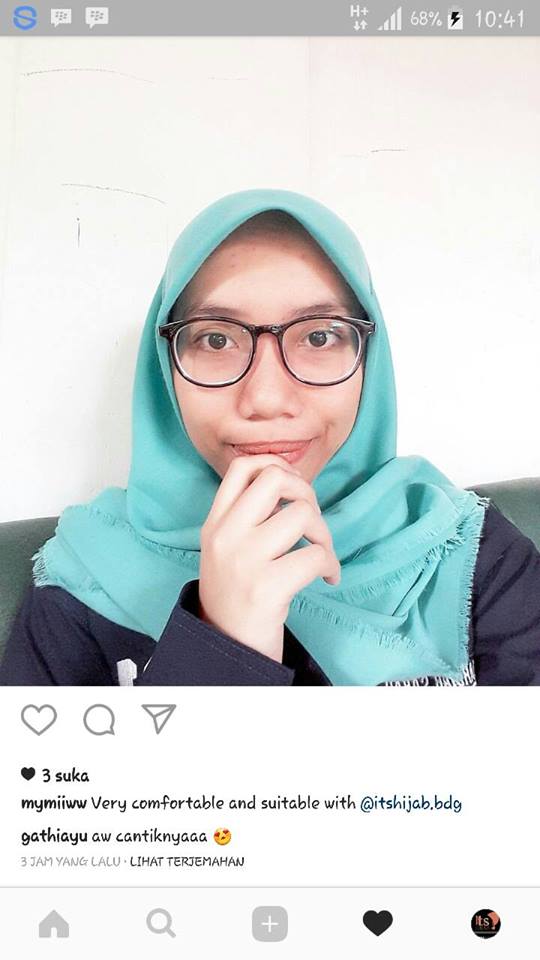 H+
68%
10:41
3 suka
mymiiww Very comfortable and suitable with @itshijab.bdg
gathiayu aw cantiknyaaa 😍
3 JAM YANG LALU • LIHAT TERJEMAHAN
Its